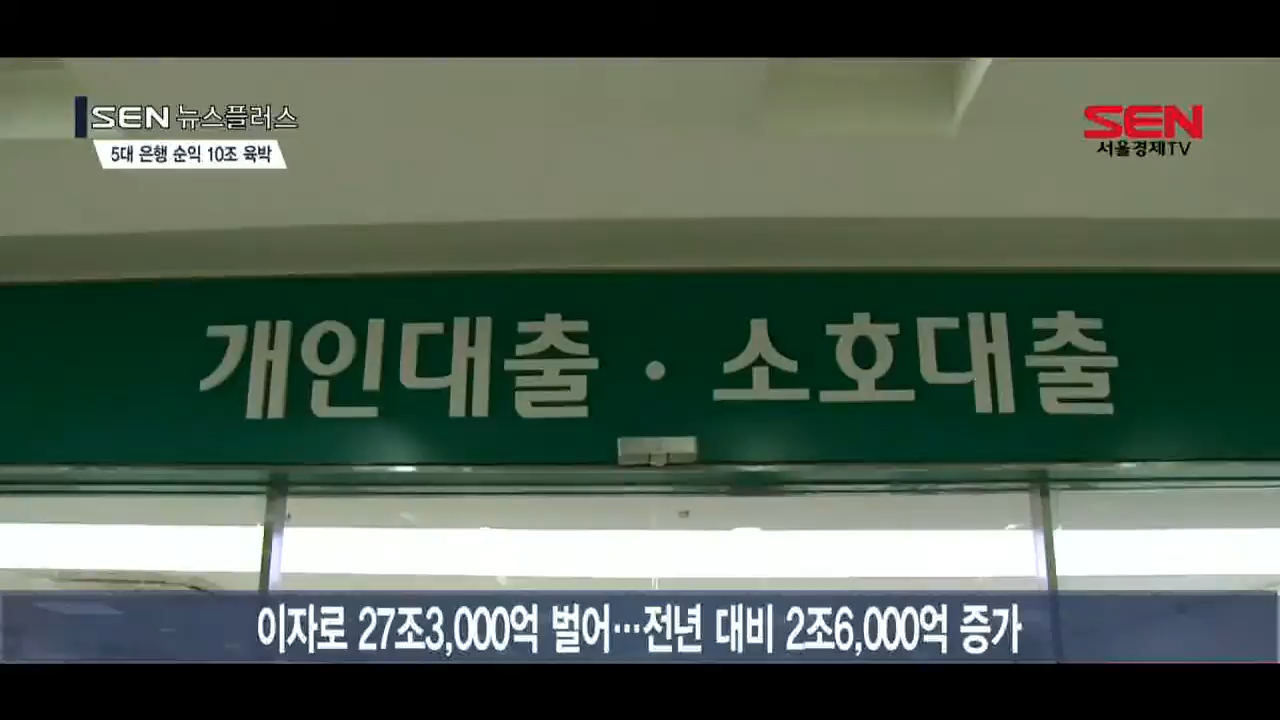 SEN 뉴스플러스
5대 은행 순익 10조 육박
SEN
서울경제TV
개인대출 · 소호대출
이자로 27조3,000억 벌어…전년 대비 2조6,000억 증가